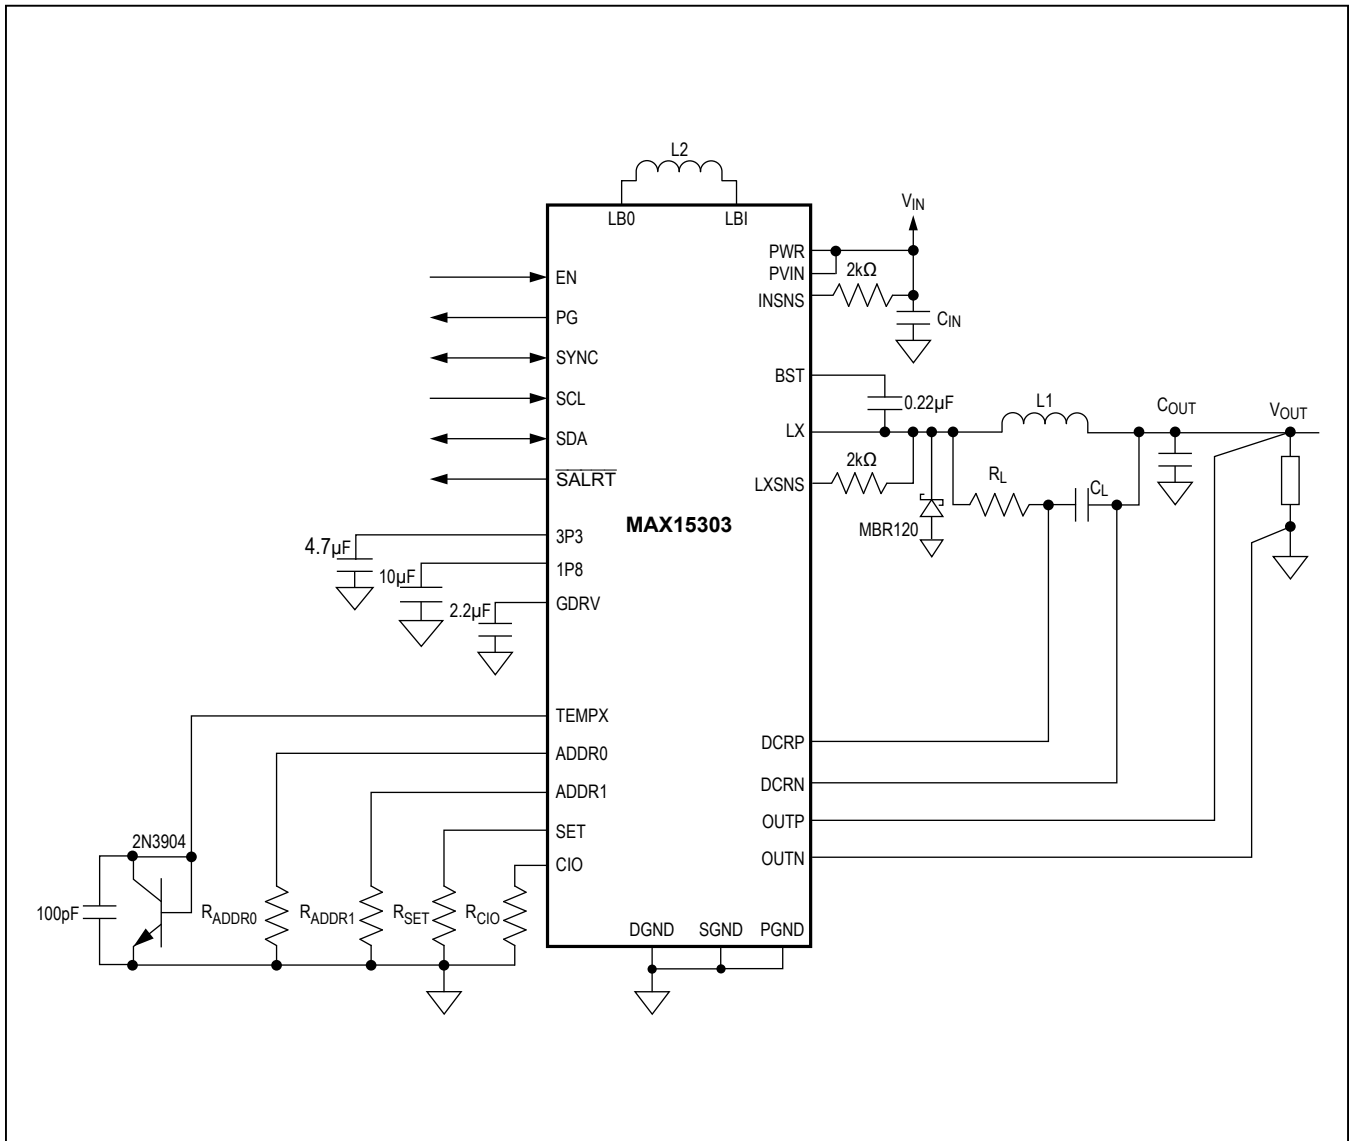 L2
LB0
LBI
VIN
PWR
PVIN
2kΩ
INSNS
CIN
EN
PG
SYNC
SCL
SDA
SALRT
BST
0.22µF
LX
L1
COUT
VOUT
2kΩ
LXSNS
RL
CL
MBR120
MAX15303
3P3
4.7µF
1P8
10µF
GDRV
2.2µF
TEMPX
ADDR0
ADDR1
SET
CIO
DCRP
DCRN
OUTP
OUTN
2N3904
100pF
RADDR0
RADDR1
RSET
RCIO
DGND
SGND
PGND